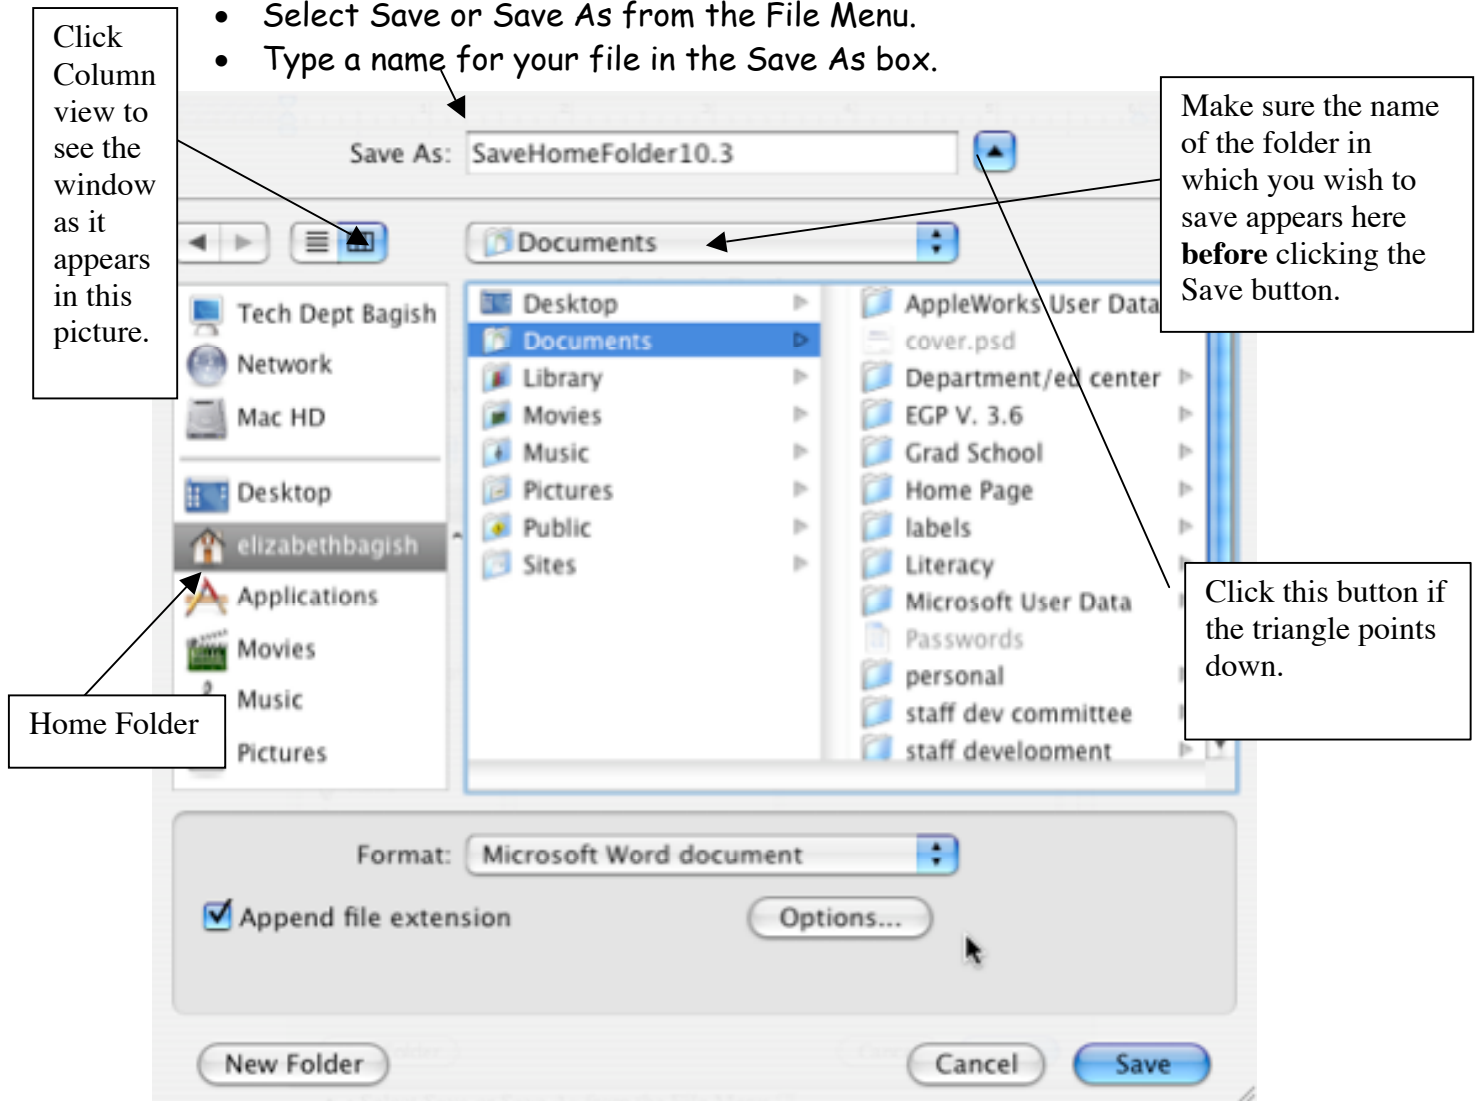 • Select Save or Save As from the File Menu.
• Type a name for your file in the Save As box.
Click
Column
view to
see the
window
as it
appears
in this
picture.
Make sure the name
of the folder in
which you wish to
save appears here
before clicking the
Save button.
Save As: SaveHomeFolder10.3
Documents
Tech Dept Bagish
Network
Mac HD
Desktop
elizabethbagish
Applications
Movies
Music
Pictures
Home Folder
Desktop
Documents
Library
Movies
Music
Pictures
Public
Sites
AppleWorks User Data
cover.psd
Department/ed center
EGP V. 3.6
Grad School
Home Page
labels
Literacy
Microsoft User Data
Passwords
personal
staff dev committee
staff development
Click this button if
the triangle points
down.
Format: Microsoft Word document
Append file extension
Options...
New Folder
Cancel
Save